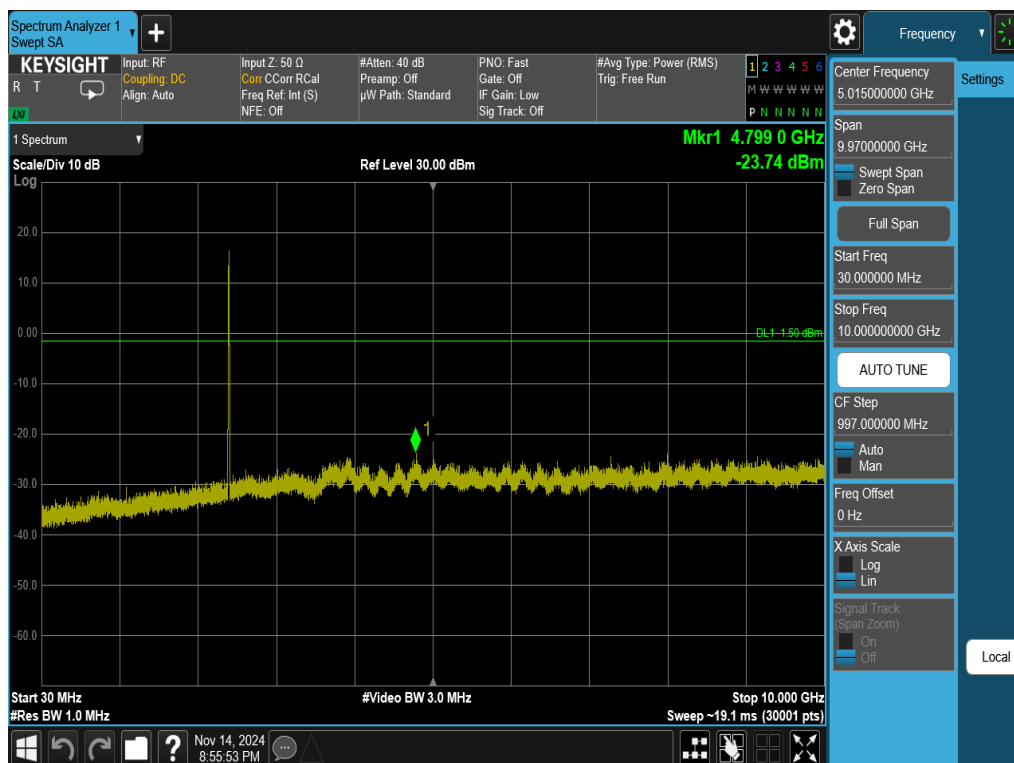 Spectrum Analyzer 1
Swept SA
Frequency
KEYSIGHT
R T
LXI
Input: RF
Coupling: DC
Align: Auto
Input Z: 50 Ω
Corr CCorr RCal
Freq Ref: Int (S)
NFE: Off
#Atten: 40 dB
Preamp: Off
µW Path: Standard
PNO: Fast
Gate: Off
IF Gain: Low
Sig Track: Off
#Avg Type: Power (RMS)
Trig: Free Run
1 2 3 4 5 6
M W W W W W
P N N N N N
1 Spectrum
Scale/Div 10 dB
Ref Level 30.00 dBm
Mkr1 4.799 0 GHz
-23.74 dBm
Log
20.0
10.0
0.00
-10.0
-20.0
-30.0
-40.0
-50.0
-60.0
DL1 -1.50 dBm
1
Start 30 MHz
#Res BW 1.0 MHz
#Video BW 3.0 MHz
Stop 10.000 GHz
Sweep ~19.1 ms (30001 pts)
Center Frequency
5.015000000 GHz
Span
9.97000000 GHz
Swept Span
Zero Span
Full Span
Start Freq
30.000000 MHz
Stop Freq
10.000000000 GHz
AUTO TUNE
CF Step
997.000000 MHz
Auto
Man
Freq Offset
0 Hz
X Axis Scale
Log
Lin
Signal Track
(Span Zoom)
On
Off
Settings
Local
Nov 14, 2024
8:55:53 PM